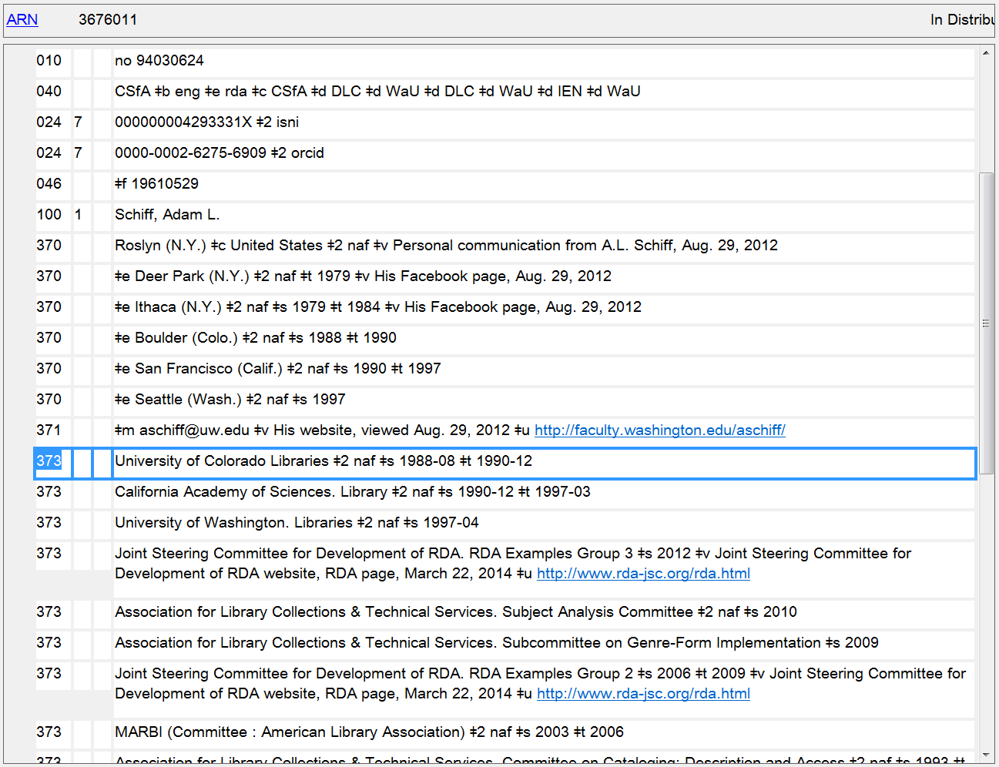 ARN 3676011 In Distribu
010 no 94030624
040 CSfA ‡b eng ‡e rda ‡c CSfA ‡d DLC ‡d WaU ‡d DLC ‡d WaU ‡d IEN ‡d WaU
024 7 000000004293331X ‡2 isni
024 7 0000-0002-6275-6909 ‡2 orcid
046 ‡f 19610529
100 1 Schiff, Adam L.
370 Roslyn (N.Y.) ‡c United States ‡2 naf ‡v Personal communication from A.L. Schiff, Aug. 29, 2012
370 ‡e Deer Park (N.Y.) ‡2 naf ‡t 1979 ‡v His Facebook page, Aug. 29, 2012
370 ‡e Ithaca (N.Y.) ‡2 naf ‡s 1979 ‡t 1984 ‡v His Facebook page, Aug. 29, 2012
370 ‡e Boulder (Colo.) ‡2 naf ‡s 1988 ‡t 1990
370 ‡e San Francisco (Calif.) ‡2 naf ‡s 1990 ‡t 1997
370 ‡e Seattle (Wash.) ‡2 naf ‡s 1997
371 ‡m aschiff@uw.edu ‡v His website, viewed Aug. 29, 2012 ‡u http://faculty.washington.edu/aschiff/
373 University of Colorado Libraries ‡2 naf ‡s 1988-08 ‡t 1990-12
373 California Academy of Sciences. Library ‡2 naf ‡s 1990-12 ‡t 1997-03
373 University of Washington. Libraries ‡2 naf ‡s 1997-04
373 Joint Steering Committee for Development of RDA. RDA Examples Group 3 ‡s 2012 ‡v Joint Steering Committee for
Development of RDA website, RDA page, March 22, 2014 ‡u http://www.rda-jsc.org/rda.html
373 Association for Library Collections & Technical Services. Subject Analysis Committee ‡2 naf ‡s 2010
373 Association for Library Collections & Technical Services. Subcommittee on Genre-Form Implementation ‡s 2009
373 Joint Steering Committee for Development of RDA. RDA Examples Group 2 ‡s 2006 ‡t 2009 ‡v Joint Steering Committee for
Development of RDA website, RDA page, March 22, 2014 ‡u http://www.rda-jsc.org/rda.html
373 MARBI (Committee : American Library Association) ‡2 naf ‡s 2003 ‡t 2006
373 Association for Library Collections & Technical Services. Committee on Cataloging: Description and Access ‡2 naf ‡s 1993 ‡t